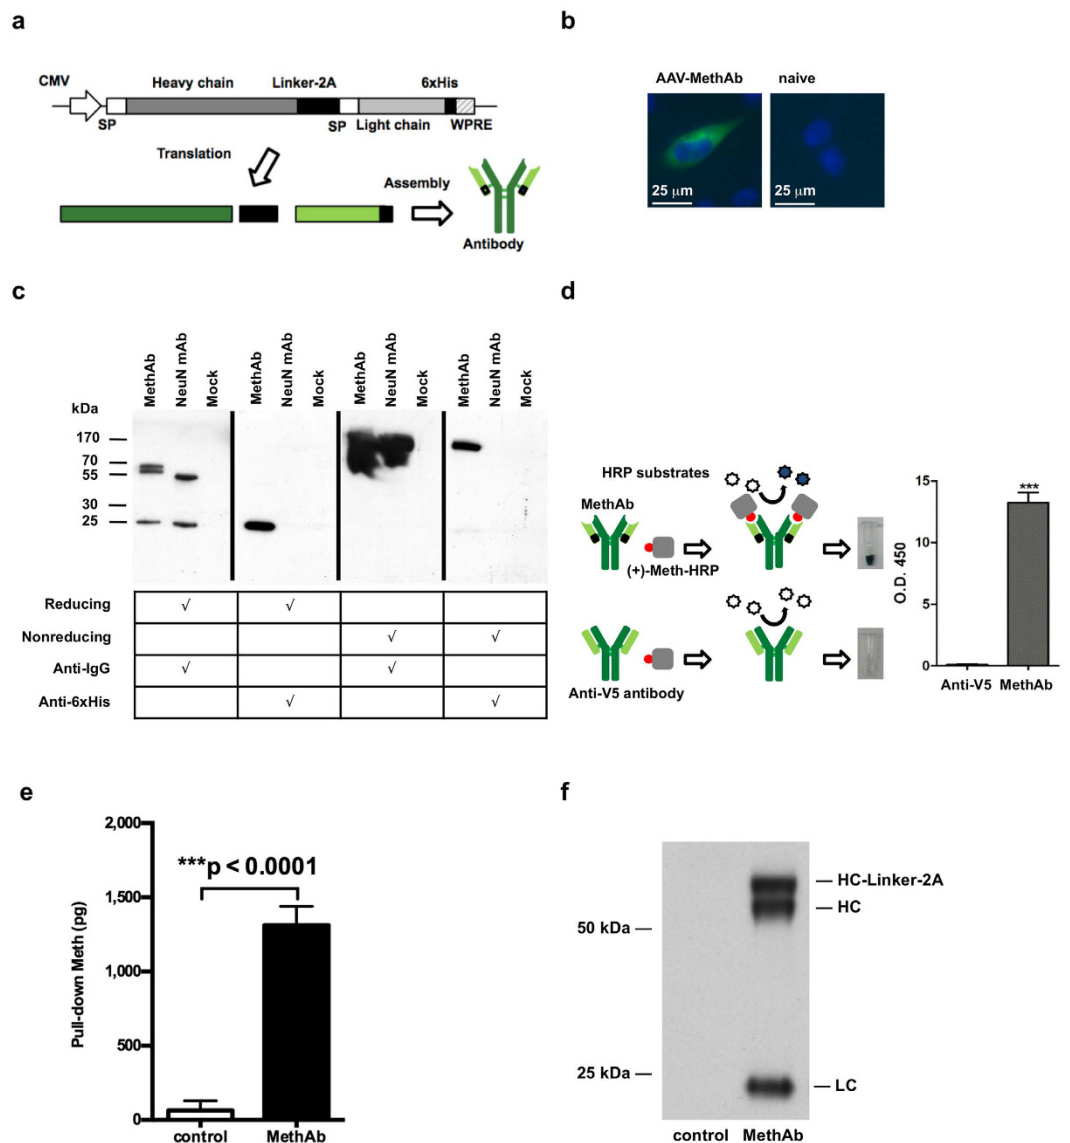 a
CMV
Heavy chain
Linker-2A
6xHis
SP
SP
Light chain
WPRE
Translation
Assembly
Antibody
b
AAV-MethAb
naive
25 μm
25 μm
c
MethAb
NeuN mAb
Mock
MethAb
NeuN mAb
Mock
MethAb
NeuN mAb
Mock
MethAb
NeuN mAb
Mock
kDa
170
70
55
30
25
Reducing √ √
Nonreducing √ √
Anti-IgG √ √
Anti-6xHis √ √
d
HRP substrates
MethAb
(+)-Meth-HRP
Anti-V5 antibody
O.D. 450
15
10
5
0
***
Anti-V5 MethAb
e
Pull-down Meth (pg)
2,000
1,500
1,000
500
0
***p < 0.0001
control MethAb
f
HC-Linker-2A
HC
50 kDa
25 kDa
LC
control MethAb